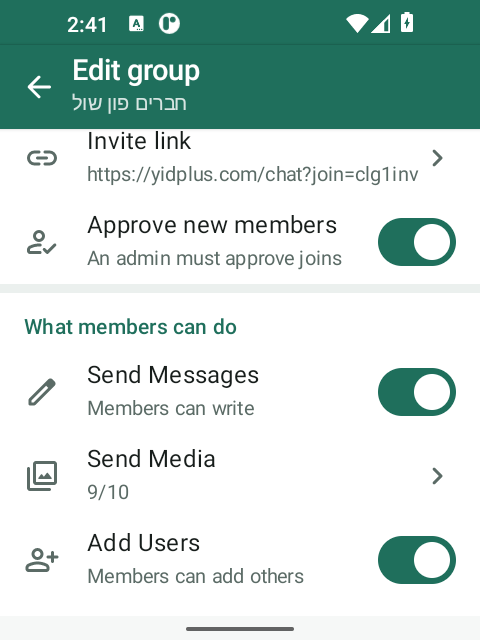 2:41
Edit group
חברים פון שול
Invite link
https://yidplus.com/chat?join=clg1inv
Approve new members
An admin must approve joins
What members can do
Send Messages
Members can write
Send Media
9/10
Add Users
Members can add others